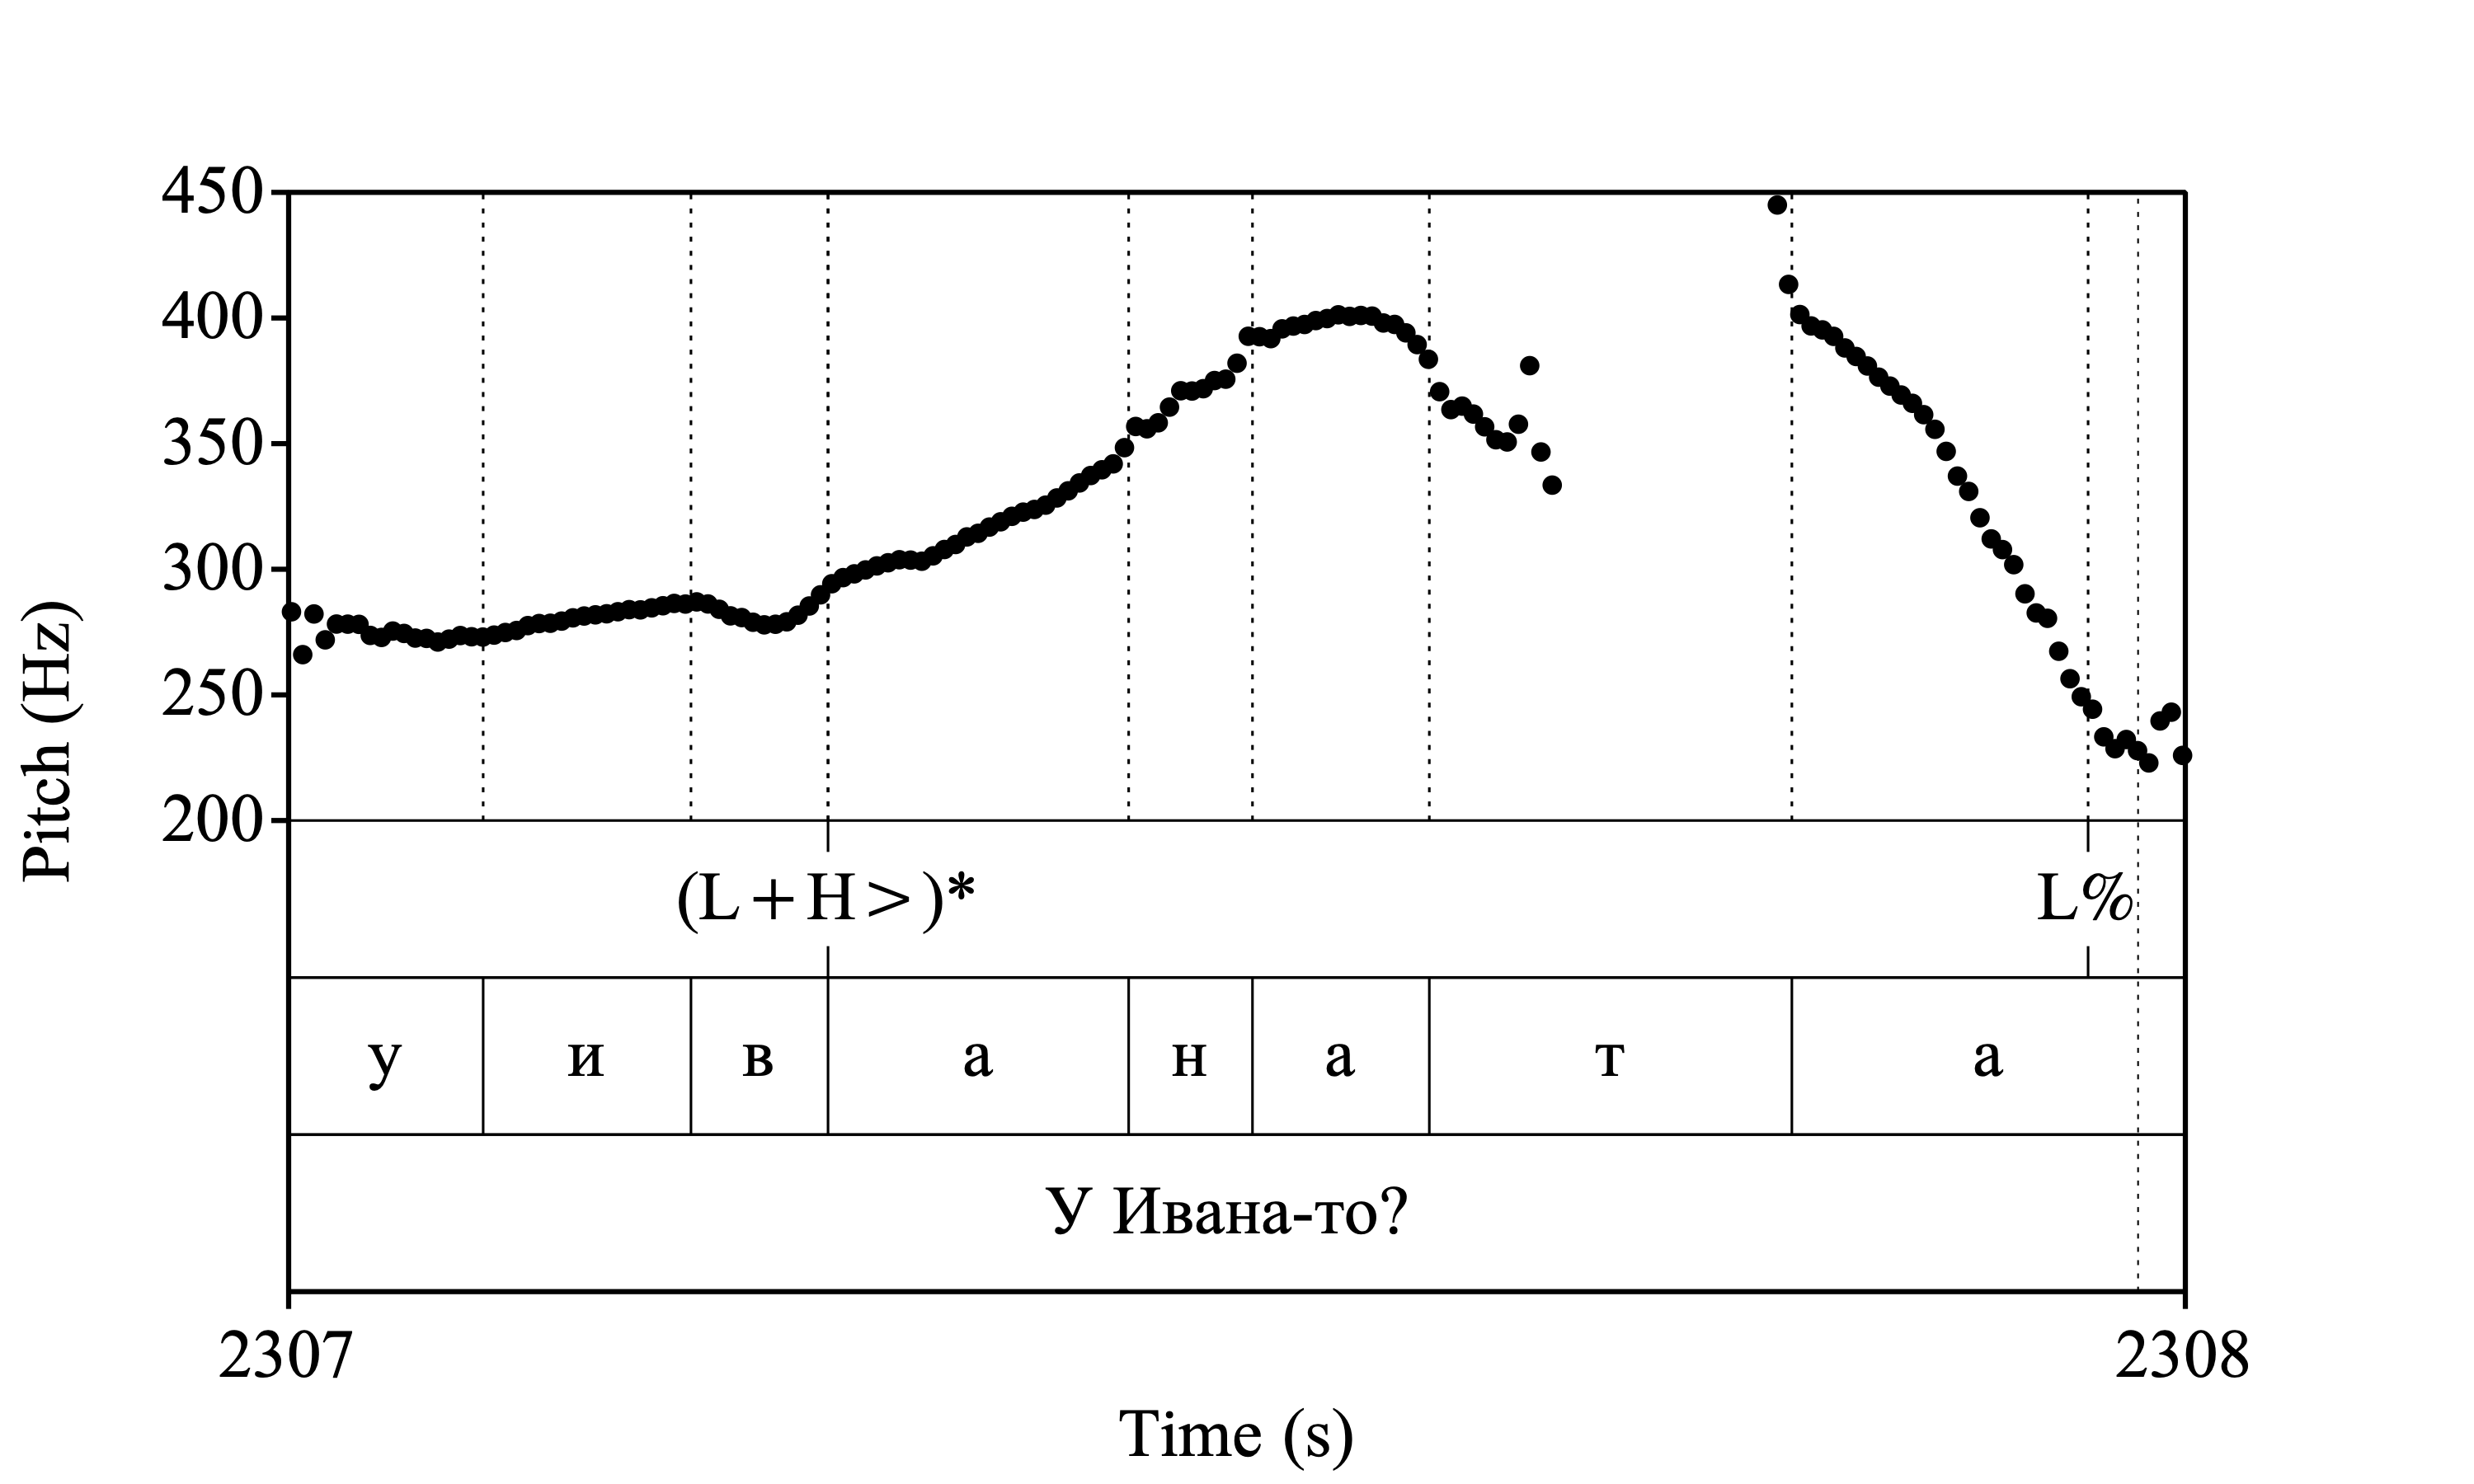 450
400
350
300
250
200
Pitch (Hz)
(L+H>)* L%
у и в а н а т а
У Ивана-то?
2307 2308
Time (s)